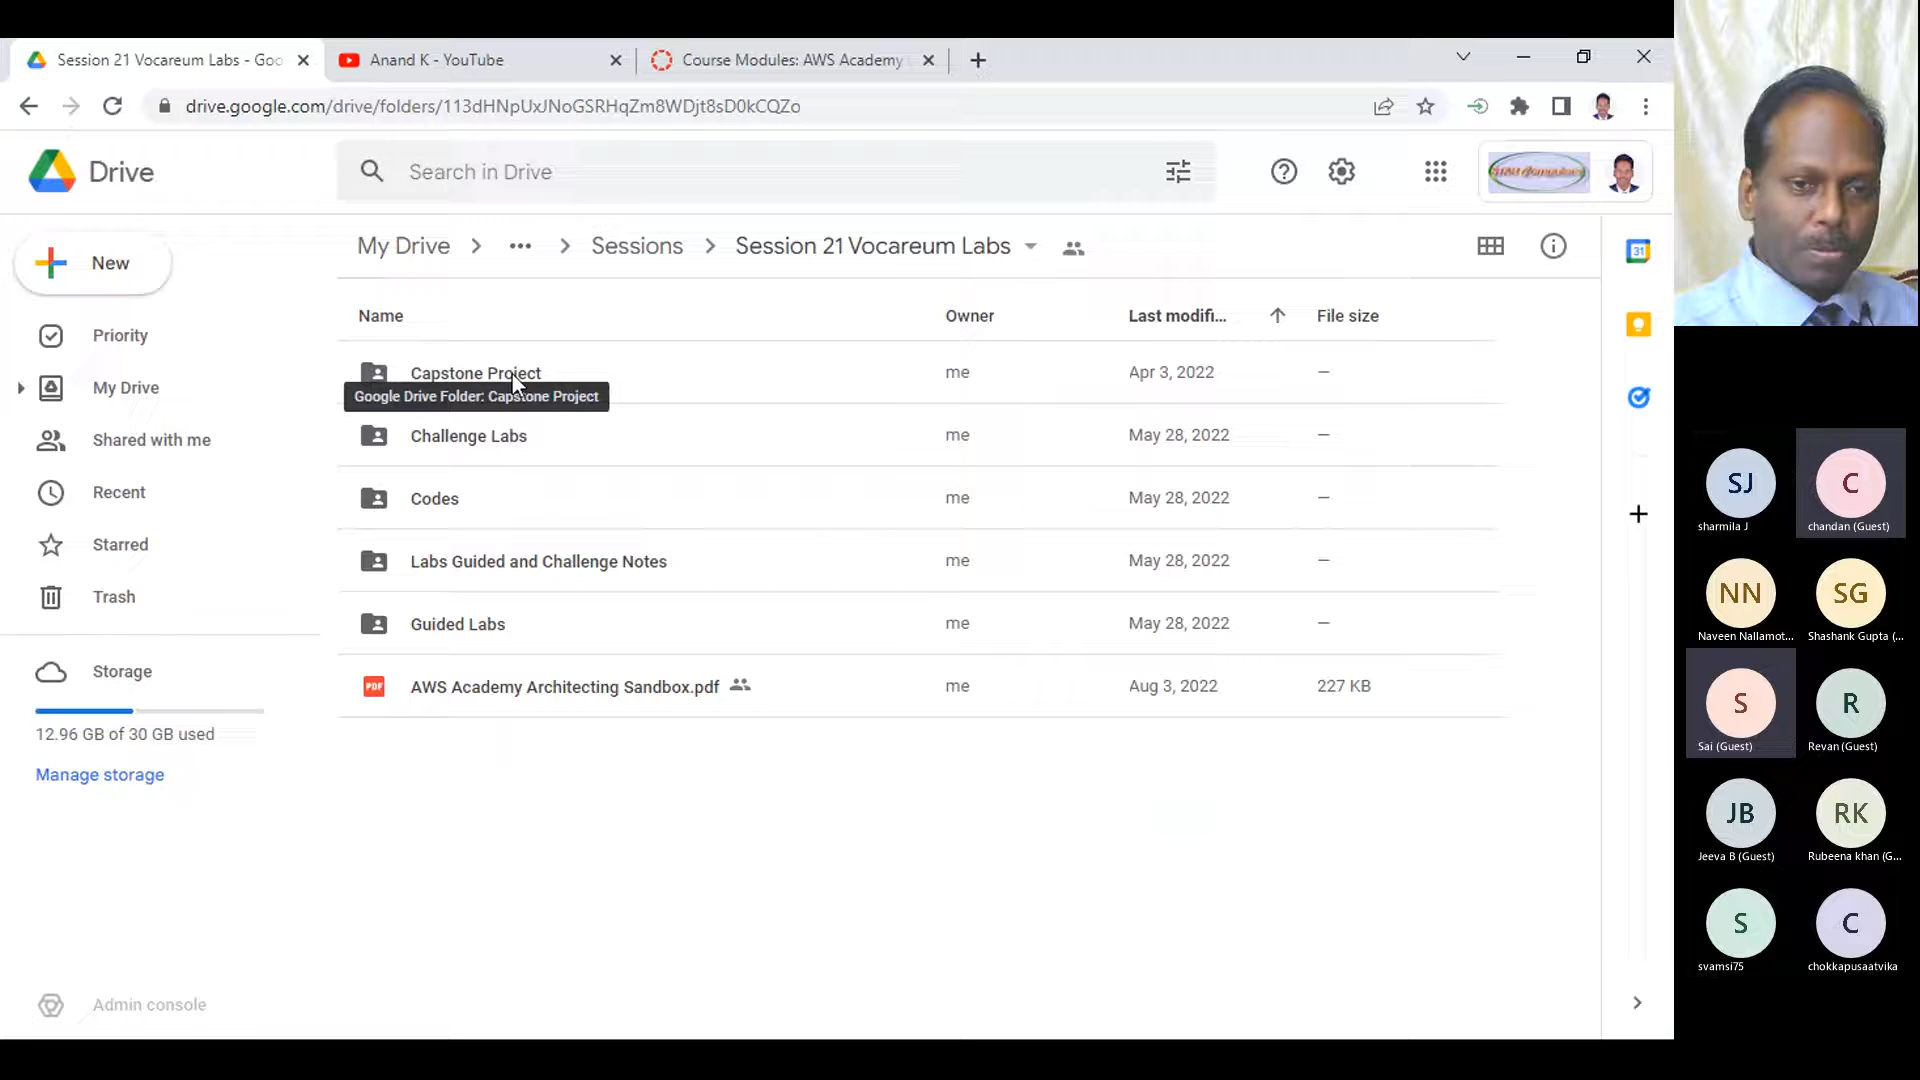 Session 21 Vocareum Labs - Goo
Anand K - YouTube
Course Modules: AWS Academy
drive.google.com/drive/folders/113dHNpUxJNoGSRHqZm8WDjt8sD0kCQZo
Drive
Search in Drive
New
My Drive > ... > Sessions > Session 21 Vocareum Labs
31
Name Owner Last modifi... File size
Capstone Project me Apr 3, 2022 —
Google Drive Folder: Capstone Project
Challenge Labs me May 28, 2022 —
Codes me May 28, 2022 —
Labs Guided and Challenge Notes me May 28, 2022 —
Guided Labs me May 28, 2022 —
PDF AWS Academy Architecting Sandbox.pdf me Aug 3, 2022 227 KB
Priority
My Drive
Shared with me
Recent
Starred
Trash
Storage
12.96 GB of 30 GB used
Manage storage
Admin console
SJ
sharmila J
C
chandan (Guest)
NN
Naveen Nallamot...
SG
Shashank Gupta (...
S
Sai (Guest)
R
Revan (Guest)
JB
Jeeva B (Guest)
RK
Rubeena khan (G...
S
svamsi75
C
chokkapusaatvika